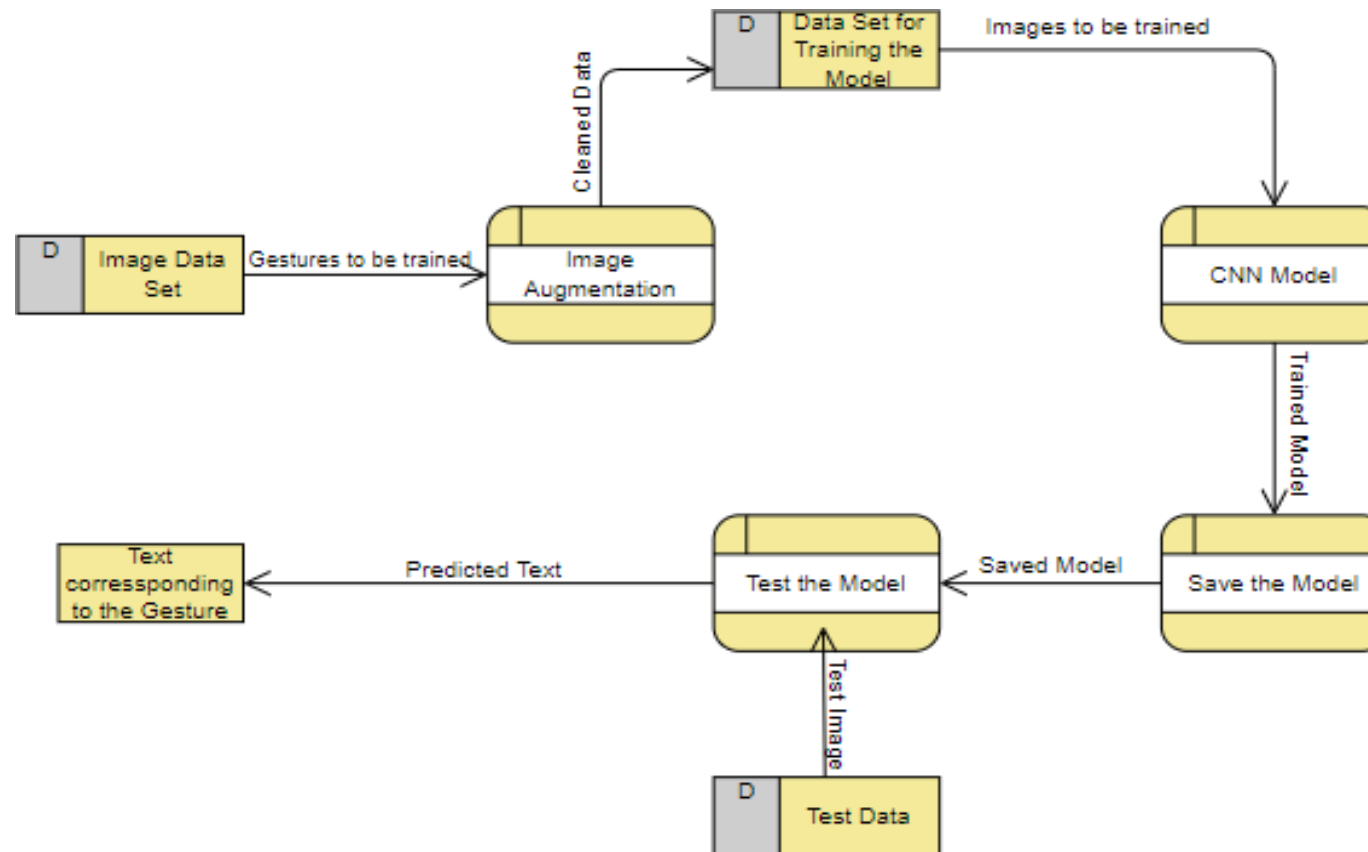 D
Data Set for
Training the
Model
Images to be trained
Cleaned Data
D
Image Data
Set
Gestures to be trained
Image
Augmentation
CNN Model
Trained Model
Text
corressponding
to the Gesture
Predicted Text
Test the Model
Saved Model
Save the Model
Test Image
D
Test Data